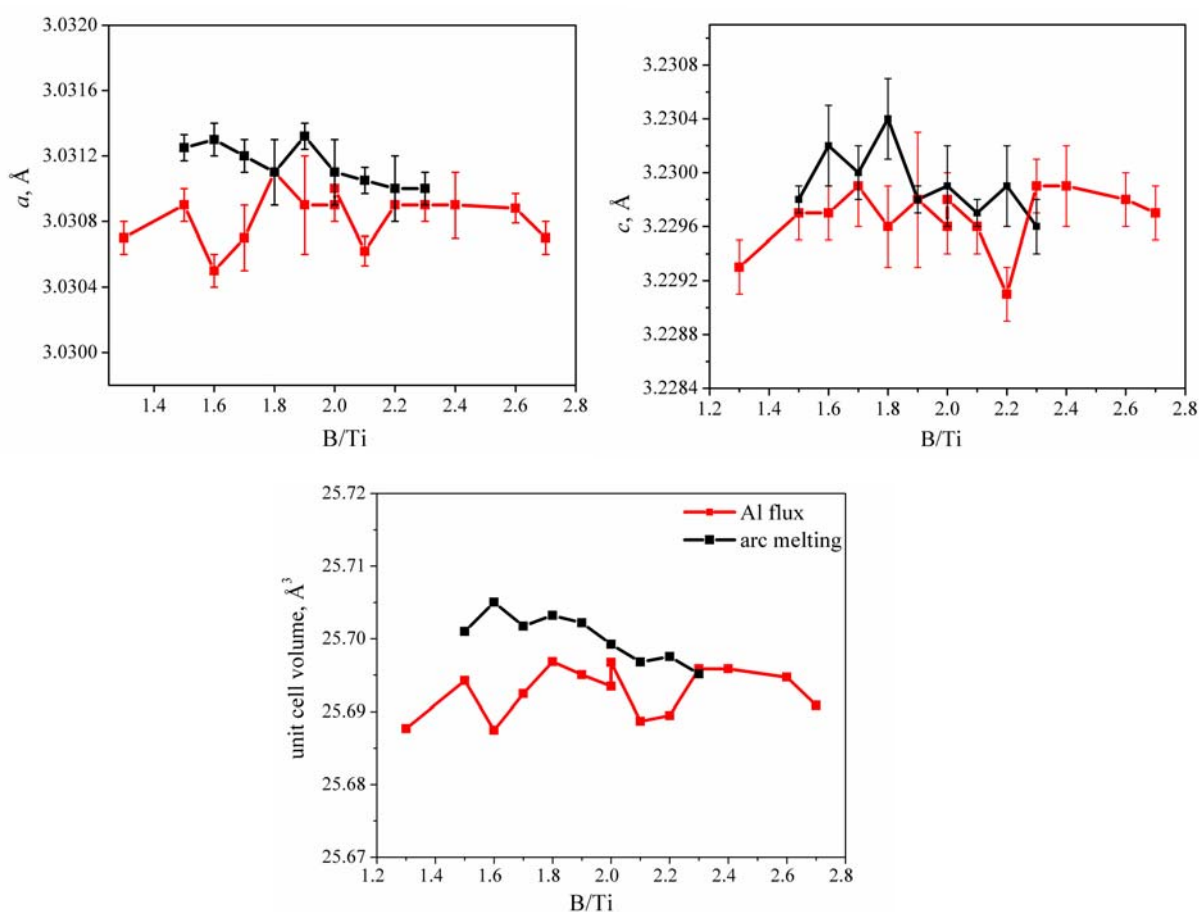 3.0320
3.0316
3.0312
3.0308
3.0304
3.0300
a, Å
1.4 1.6 1.8 2.0 2.2 2.4 2.6 2.8
B/Ti
3.2308
3.2304
3.2300
3.2296
3.2292
3.2288
3.2284
c, Å
1.2 1.4 1.6 1.8 2.0 2.2 2.4 2.6 2.8
B/Ti
25.72
25.71
25.70
25.69
25.68
25.67
unit cell volume, Å³
Al flux
arc melting
1.2 1.4 1.6 1.8 2.0 2.2 2.4 2.6 2.8
B/Ti